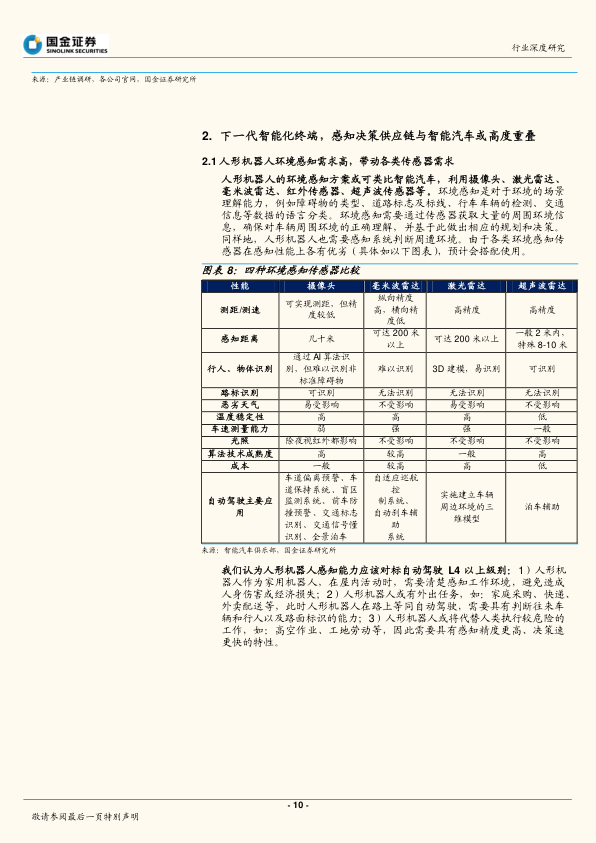 国金证券
SINOLINK SECURITIES
行业深度研究
来源：产业链调研、各公司官网，国金证券研究所
2. 下一代智能化终端，感知决策供应链与智能汽车或高度重叠
2.1 人形机器人环境感知需求高，带动各类传感器需求
人形机器人的环境感知方案或可类比智能汽车，利用摄像头、激光雷达、
毫米波雷达、红外传感器、超声波传感器等。环境感知是对于环境的场景
理解能力，例如障碍物的类型、道路标志及标线、行车车辆的检测、交通
信息等数据的语言分类。环境感知需要通过传感器获取大量的周围环境信
息，确保对车辆周围环境的正确理解，并基于此做出相应的规划和决策。
同样地，人形机器人也需要感知系统判断周遭环境。由于各类环境感知传
感器在感知性能上各有优劣（具体如以下图表），预计会搭配使用。
图表 8：四种环境感知传感器比较
性能 摄像头 毫米波雷达 激光雷达 超声波雷达
测距/测速 可实现测距，但精度较低 纵向精度高，横向精度低 高精度 高精度
感知距离 几十米 可达 200 米以上 可达 200 米以上 一般 2 米内，特殊 8-10 米
行人、物体识别 通过 AI 算法识别，但难以识别非标准障碍物 难以识别 3D 建模，易识别 可识别
路标识别 可识别 无法识别 无法识别 无法识别
恶劣天气 易受影响 不受影响 易受影响 不受影响
温度稳定性 高 高 高 低
车速测量能力 弱 强 强 一般
光照 除夜视红外都影响 不受影响 不受影响 不受影响
算法技术成熟度 高 较高 一般 高
成本 一般 较高 高 低
自动驾驶主要应用 车道偏离预警、车道保持系统、盲区监测系统、前车防撞预警、交通标志识别、交通信号懂识别、全景泊车 自适应巡航控制系统、自动刹车辅助系统 实施建立车辆周边环境的三维模型 泊车辅助
来源：智能汽车俱乐部，国金证券研究所
我们认为人形机器人感知能力应该对标自动驾驶 L4 以上级别：1）人形机
器人作为家用机器人，在屋内活动时，需要清楚感知工作环境，避免造成
人身伤害或经济损失；2）人形机器人或有外出任务，如：家庭采购、快递、
外卖配送等，此时人形机器人在路上等同自动驾驶，需要具有判断往来车
辆和行人以及路面标识的能力；3）人形机器人或将代替人类执行较危险的
工作，如：高空作业、工地劳动等，因此需要具有感知精度更高、决策速
更快的特性。
- 10 -
敬请参阅最后一页特别声明